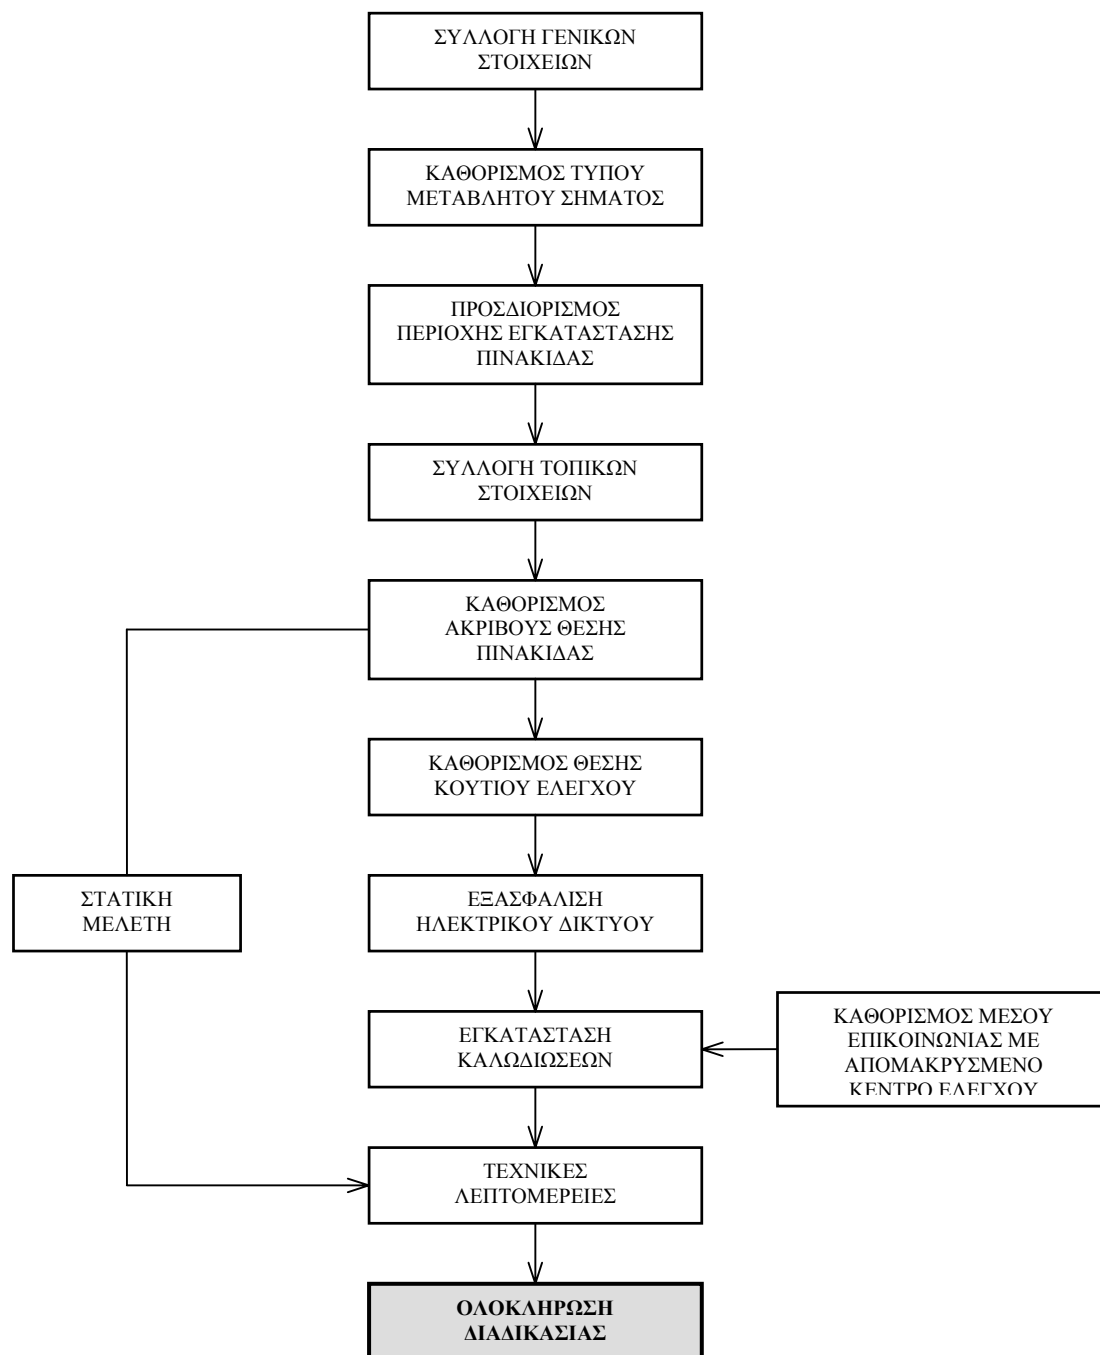 ΣΥΛΛΟΓΗ ΓΕΝΙΚΩΝ
ΣΤΟΙΧΕΙΩΝ
ΚΑΘΟΡΙΣΜΟΣ ΤΥΠΟΥ
ΜΕΤΑΒΛΗΤΟΥ ΣΗΜΑΤΟΣ
ΠΡΟΣΔΙΟΡΙΣΜΟΣ
ΠΕΡΙΟΧΗΣ ΕΓΚΑΤΑΣΤΑΣΗΣ
ΠΙΝΑΚΙΔΑΣ
ΣΥΛΛΟΓΗ ΤΟΠΙΚΩΝ
ΣΤΟΙΧΕΙΩΝ
ΚΑΘΟΡΙΣΜΟΣ
ΑΚΡΙΒΟΥΣ ΘΕΣΗΣ
ΠΙΝΑΚΙΔΑΣ
ΚΑΘΟΡΙΣΜΟΣ ΘΕΣΗΣ
ΚΟΥΤΙΟΥ ΕΛΕΓΧΟΥ
ΣΤΑΤΙΚΗ
ΜΕΛΕΤΗ
ΕΞΑΣΦΑΛΙΣΗ
ΗΛΕΚΤΡΙΚΟΥ ΔΙΚΤΥΟΥ
ΕΓΚΑΤΑΣΤΑΣΗ
ΚΑΛΩΔΙΩΣΕΩΝ
ΚΑΘΟΡΙΣΜΟΣ ΜΕΣΟΥ
ΕΠΙΚΟΙΝΩΝΙΑΣ ΜΕ
ΑΠΟΜΑΚΡΥΣΜΕΝΟ
ΚΕΝΤΡΟ ΕΛΕΓΧΟΥ
ΤΕΧΝΙΚΕΣ
ΛΕΠΤΟΜΕΡΕΙΕΣ
ΟΛΟΚΛΗΡΩΣΗ
ΔΙΑΔΙΚΑΣΙΑΣ